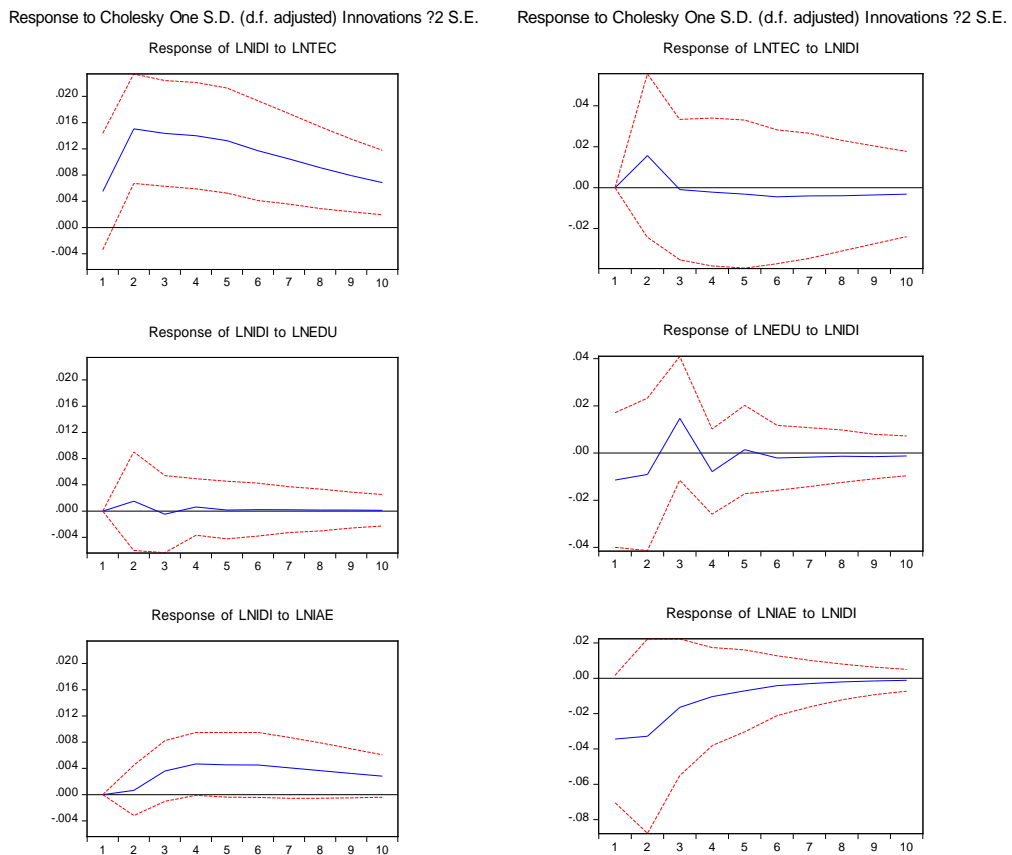 Response to Cholesky One S.D. (d.f. adjusted) Innovations ?2 S.E.
Response of LNIDI to LNTEC
.020
.016
.012
.008
.004
.000
-.004
1 2 3 4 5 6 7 8 9 10
Response of LNIDI to LNEDU
.020
.016
.012
.008
.004
.000
-.004
1 2 3 4 5 6 7 8 9 10
Response of LNIDI to LNIAE
.020
.016
.012
.008
.004
.000
-.004
1 2 3 4 5 6 7 8 9 10
Response to Cholesky One S.D. (d.f. adjusted) Innovations ?2 S.E.
Response of LNTEC to LNIDI
.04
.02
.00
-.02
1 2 3 4 5 6 7 8 9 10
Response of LNEDU to LNIDI
.04
.02
.00
-.02
-.04
1 2 3 4 5 6 7 8 9 10
Response of LNIAE to LNIDI
.02
.00
-.02
-.04
-.06
-.08
1 2 3 4 5 6 7 8 9 10